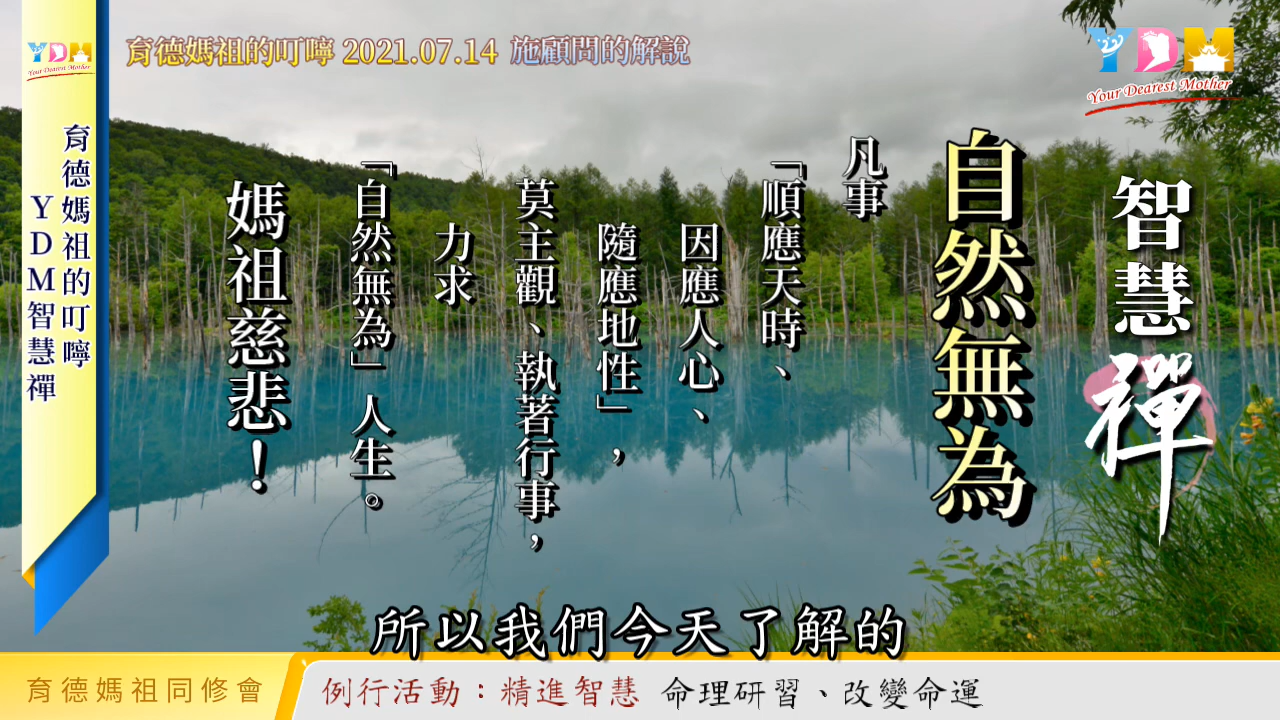 育德媽祖的叮嚀 2021.07.14 施顧問的解說
YDM
Your Dearest Mother
YDM
Your Dearest Mother
育德媽祖的叮嚀
YDM智慧禪
智慧禪
自然無為
凡事
「順應天時、
因應人心、
隨應地性」，
莫主觀、執著行事，
力求
「自然無為」人生。
媽祖慈悲！
所以我們今天了解的
育德媽祖同修會
例行活動：精進智慧 命理研習、改變命運